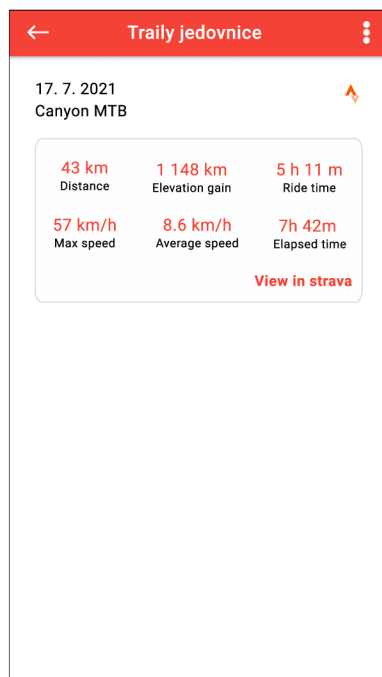 Traily jedovnice
17. 7. 2021
Canyon MTB
43 km 1 148 km 5 h 11 m
Distance Elevation gain Ride time
57 km/h 8.6 km/h 7h 42m
Max speed Average speed Elapsed time
View in strava